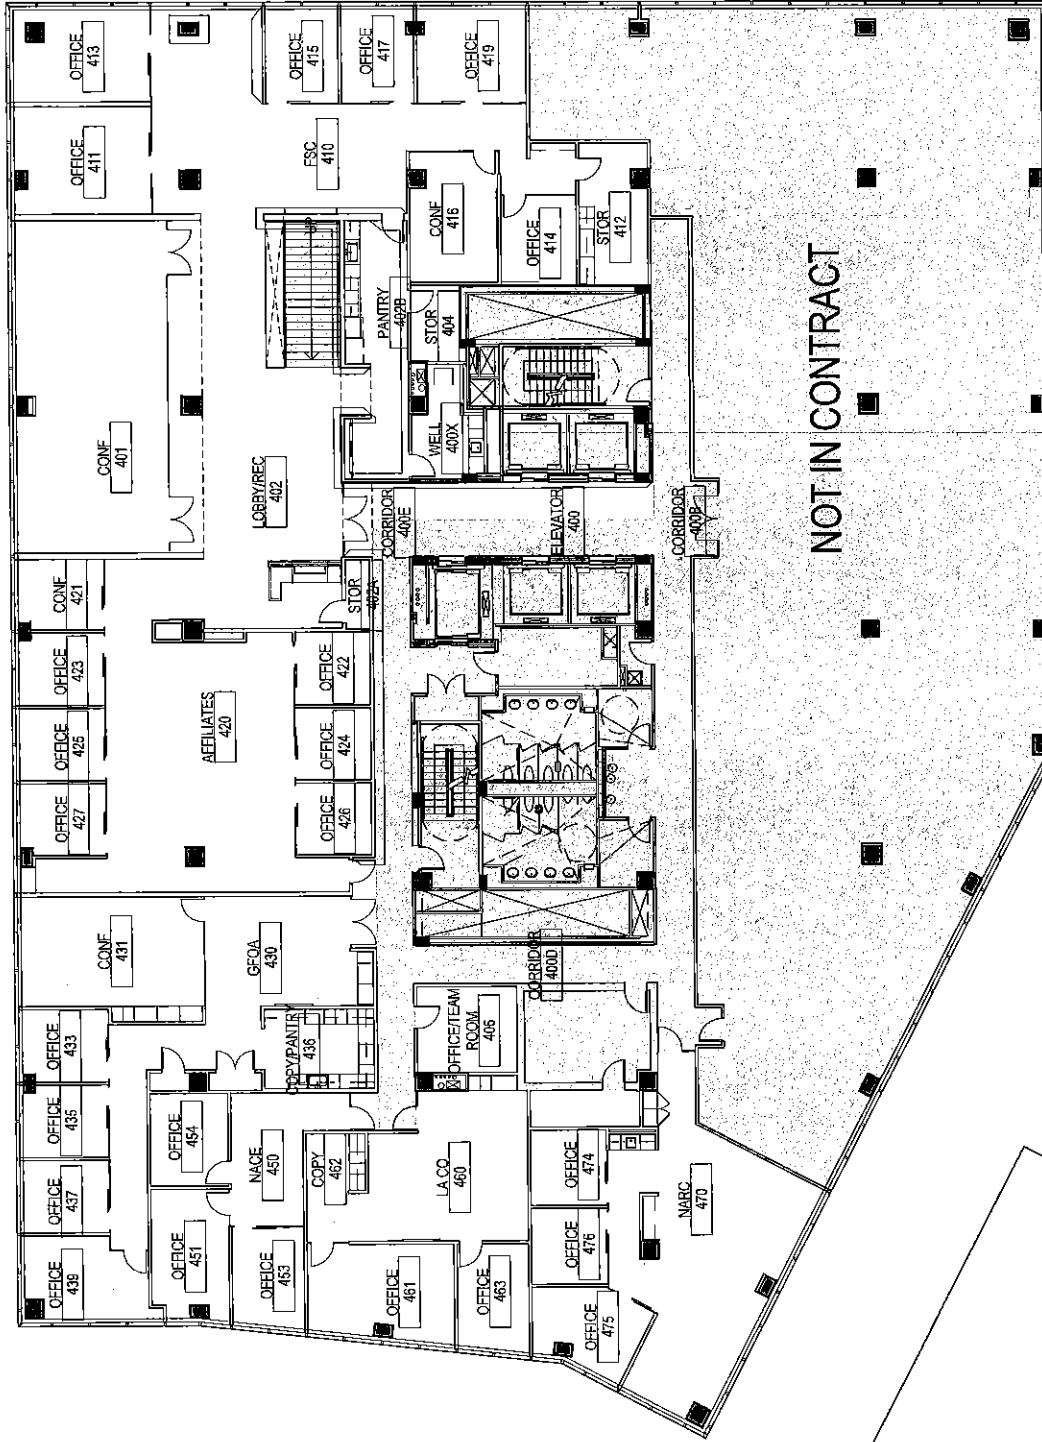 OFFICE
413
OFFICE
415
OFFICE
417
OFFICE
419
OFFICE
411
FSC
410
CONF
416
OFFICE
414
STOR
412
UP
PANTRY
402B
STOR
404
CONF
401
LOBBY/REC
402
WELL
400X
CORRIDOR
400E
ELEVATOR
400
CORRIDOR
400B
NOT IN CONTRACT
CONF
421
STOR
402A
OFFICE
423
OFFICE
422
OFFICE
425
AFFILIATES
420
OFFICE
424
OFFICE
427
OFFICE
426
CONF
431
GFOA
430
CORRIDOR
400D
OFFICE
433
COPY/PANTRY
436
OFFICE/TEAM
ROOM
406
OFFICE
435
OFFICE
454
NACE
450
COPY
462
LA CO
460
OFFICE
474
NARC
470
OFFICE
437
OFFICE
451
OFFICE
476
OFFICE
439
OFFICE
453
OFFICE
461
OFFICE
463
OFFICE
475